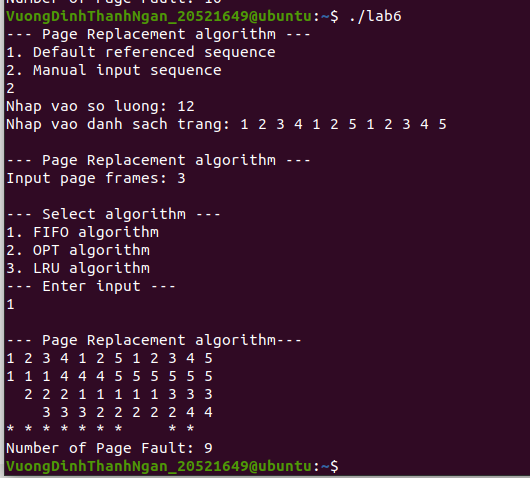 Number of Page Fault: 10
VuongDinhThanhNgan_20521649@ubuntu:~$ ./lab6
--- Page Replacement algorithm ---
1. Default referenced sequence
2. Manual input sequence
2
Nhap vao so luong: 12
Nhap vao danh sach trang: 1 2 3 4 1 2 5 1 2 3 4 5

--- Page Replacement algorithm ---
Input page frames: 3

--- Select algorithm ---
1. FIFO algorithm
2. OPT algorithm
3. LRU algorithm
--- Enter input ---
1

--- Page Replacement algorithm---
1 2 3 4 1 2 5 1 2 3 4 5
1 1 1 4 4 4 5 5 5 5 5 5
  2 2 2 1 1 1 1 1 3 3 3
    3 3 3 2 2 2 2 2 4 4
* * * * * * *     * *
Number of Page Fault: 9
VuongDinhThanhNgan_20521649@ubuntu:~$